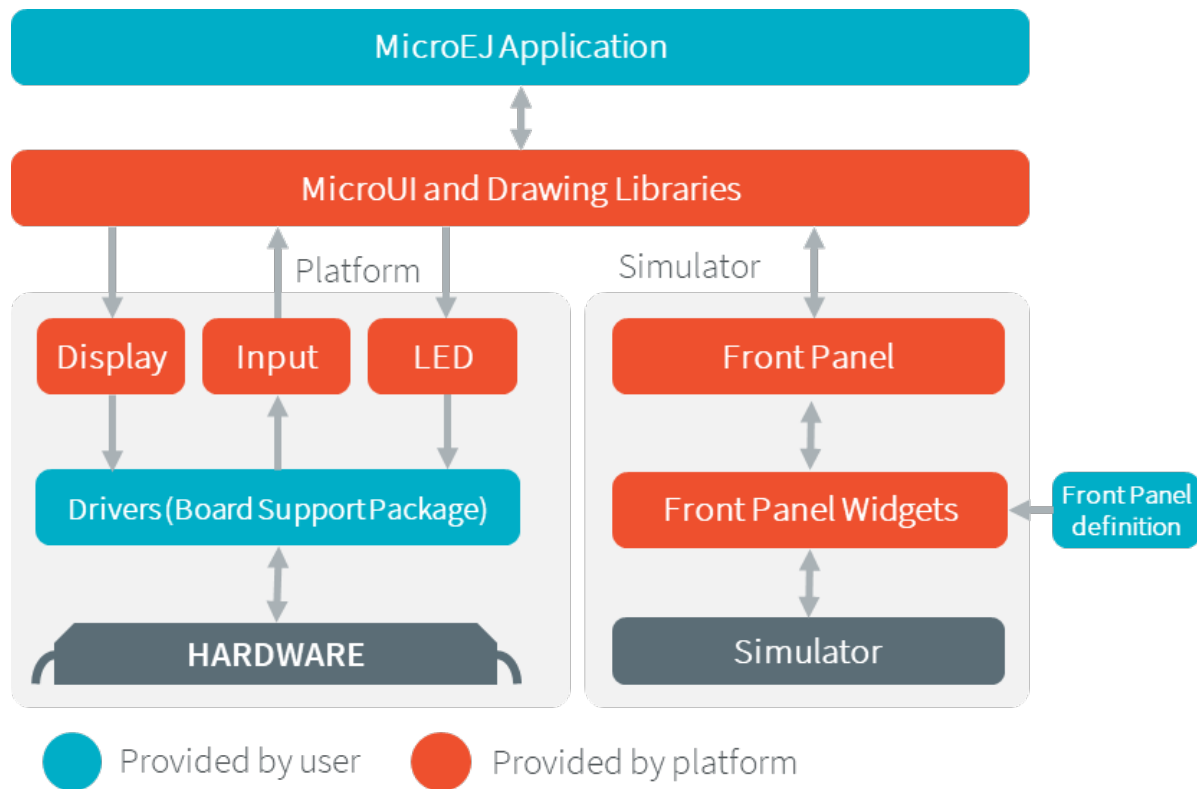 MicroEJ Application
MicroUI and Drawing Libraries
Platform
Simulator
Display
Input
LED
Front Panel
Drivers (Board Support Package)
Front Panel Widgets
Front Panel
definition
HARDWARE
Simulator
Provided by user
Provided by platform